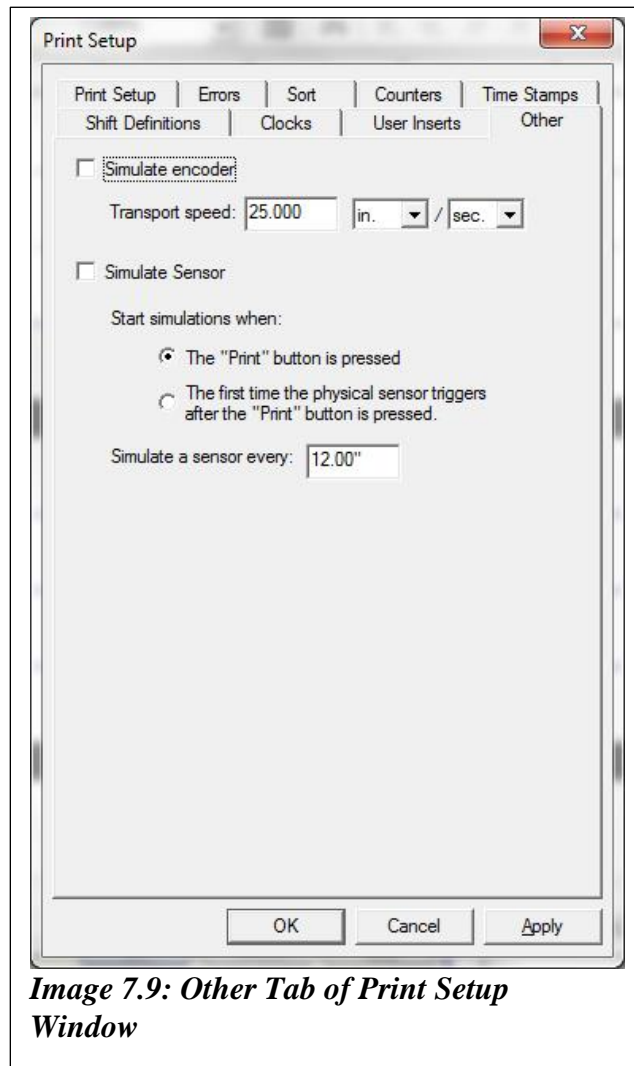 Print Setup
Print Setup Errors Sort Counters Time Stamps
Shift Definitions Clocks User Inserts Other
Simulate encoder
Transport speed: 25.000 in. / sec.
Simulate Sensor
Start simulations when:
The "Print" button is pressed
The first time the physical sensor triggers
after the "Print" button is pressed.
Simulate a sensor every: 12.00"
OK Cancel Apply
Image 7.9: Other Tab of Print Setup
Window